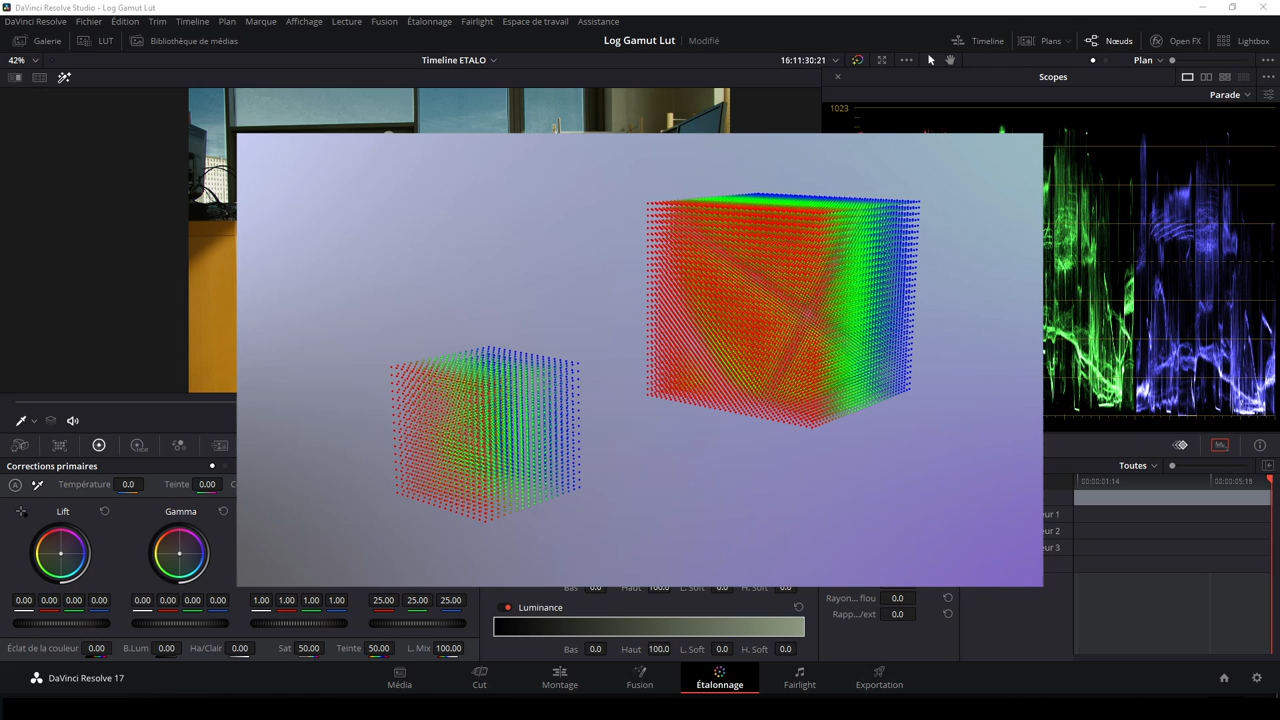 DaVinci Resolve Studio - Log Gamut Lut
DaVinci Resolve Fichier Édition Trim Timeline Plan Marque Affichage Lecture Fusion Étalonnage Fairlight Espace de travail Assistance
Galerie LUT Bibliothèque de médias Log Gamut Lut Modifié Timeline Plans Nœuds Open FX Lightbox
42% Timeline ETALO 16:11:30:21 Plan
Scopes
Parade
1023
Corrections primaires Toutes
Température 0.0 Teinte 0.00 C
00:00:01:14 00:00:05:18
Lift Gamma
eur 1
eur 2
eur 3
Bas 0.0 Haut 100.0 L. Soft 0.0 H. Soft 0.0
0.00 0.00 0.00 0.00 0.00 0.00 0.00 0.00 1.00 1.00 1.00 1.00 25.00 25.00 25.00
Rayon... flou 0.0
Luminance
Rapp.../ext 0.0
Éclat de la couleur 0.00 B.Lum 0.00 Ha/Clair 0.00 Sat 50.00 Teinte 50.00 L. Mix 100.00
Bas 0.0 Haut 100.0 L. Soft 0.0 H. Soft 0.0
DaVinci Resolve 17
Média Cut Montage Fusion Étalonnage Fairlight Exportation